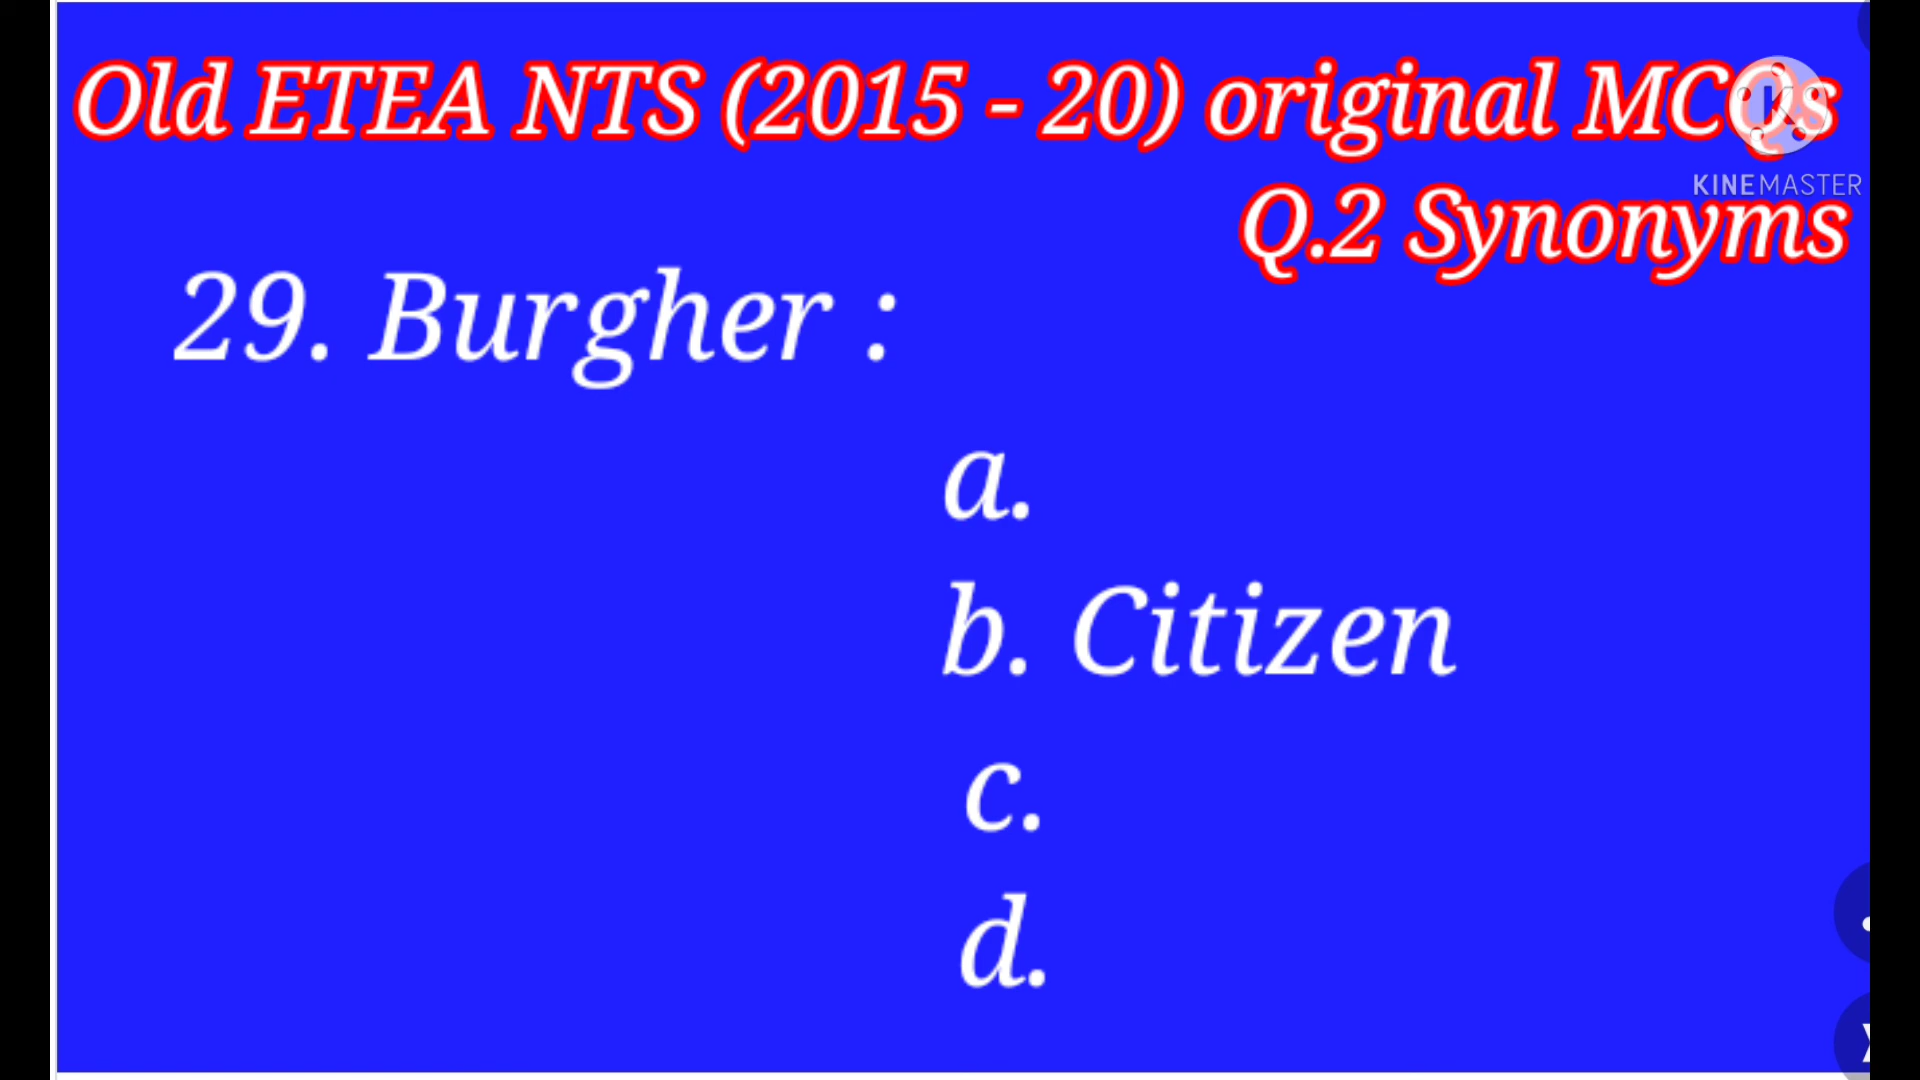 Old ETEA NTS (2015 - 20) original MCQs
KINEMASTER
Q.2 Synonyms
29. Burgher :
a.
b. Citizen
c.
d.